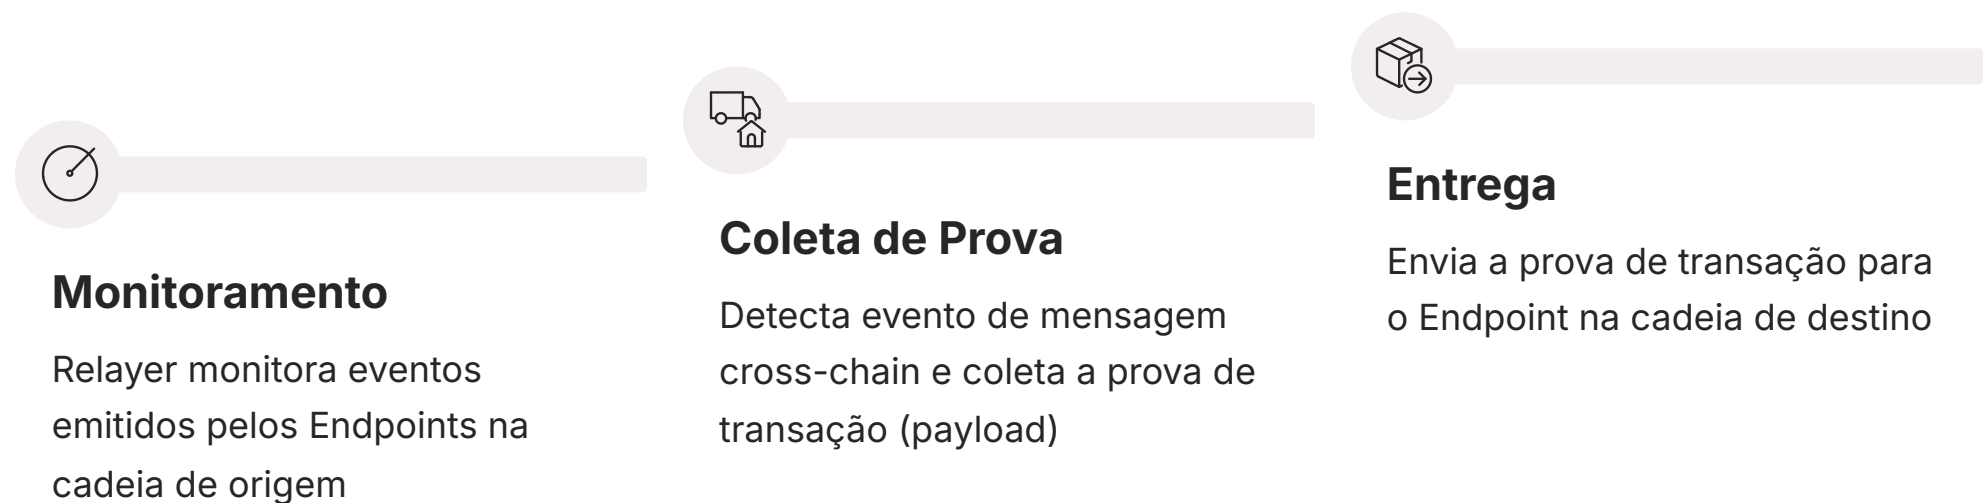 Monitoramento
Relayer monitora eventos
emitidos pelos Endpoints na
cadeia de origem
Coleta de Prova
Detecta evento de mensagem
cross-chain e coleta a prova de
transação (payload)
Entrega
Envia a prova de transação para
o Endpoint na cadeia de destino